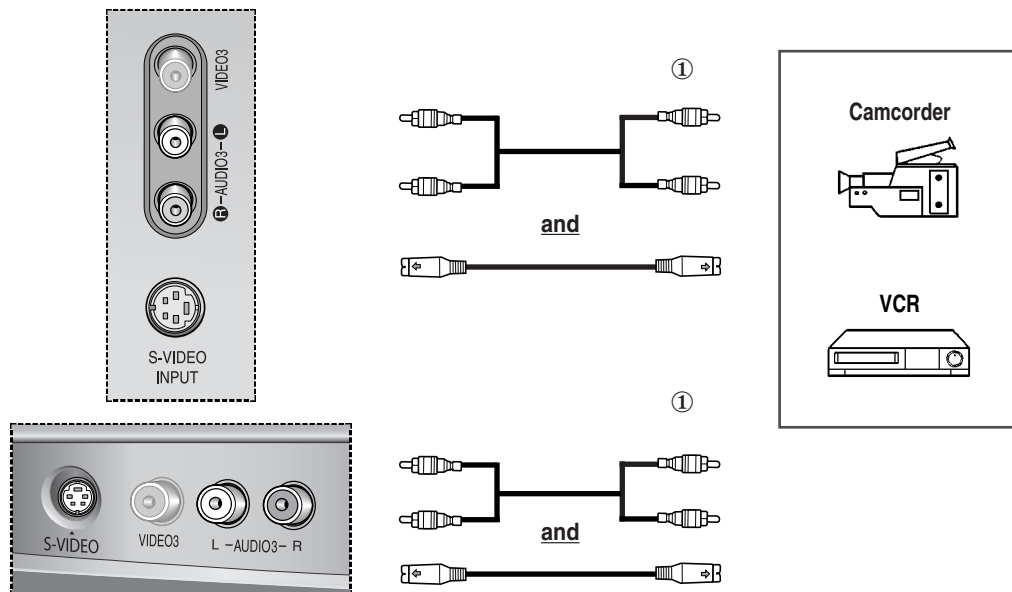 VIDEO3
R-AUDIO3-L
S-VIDEO
INPUT
①
and
Camcorder
VCR
S-VIDEO
VIDEO3
L -AUDIO3- R
①
and